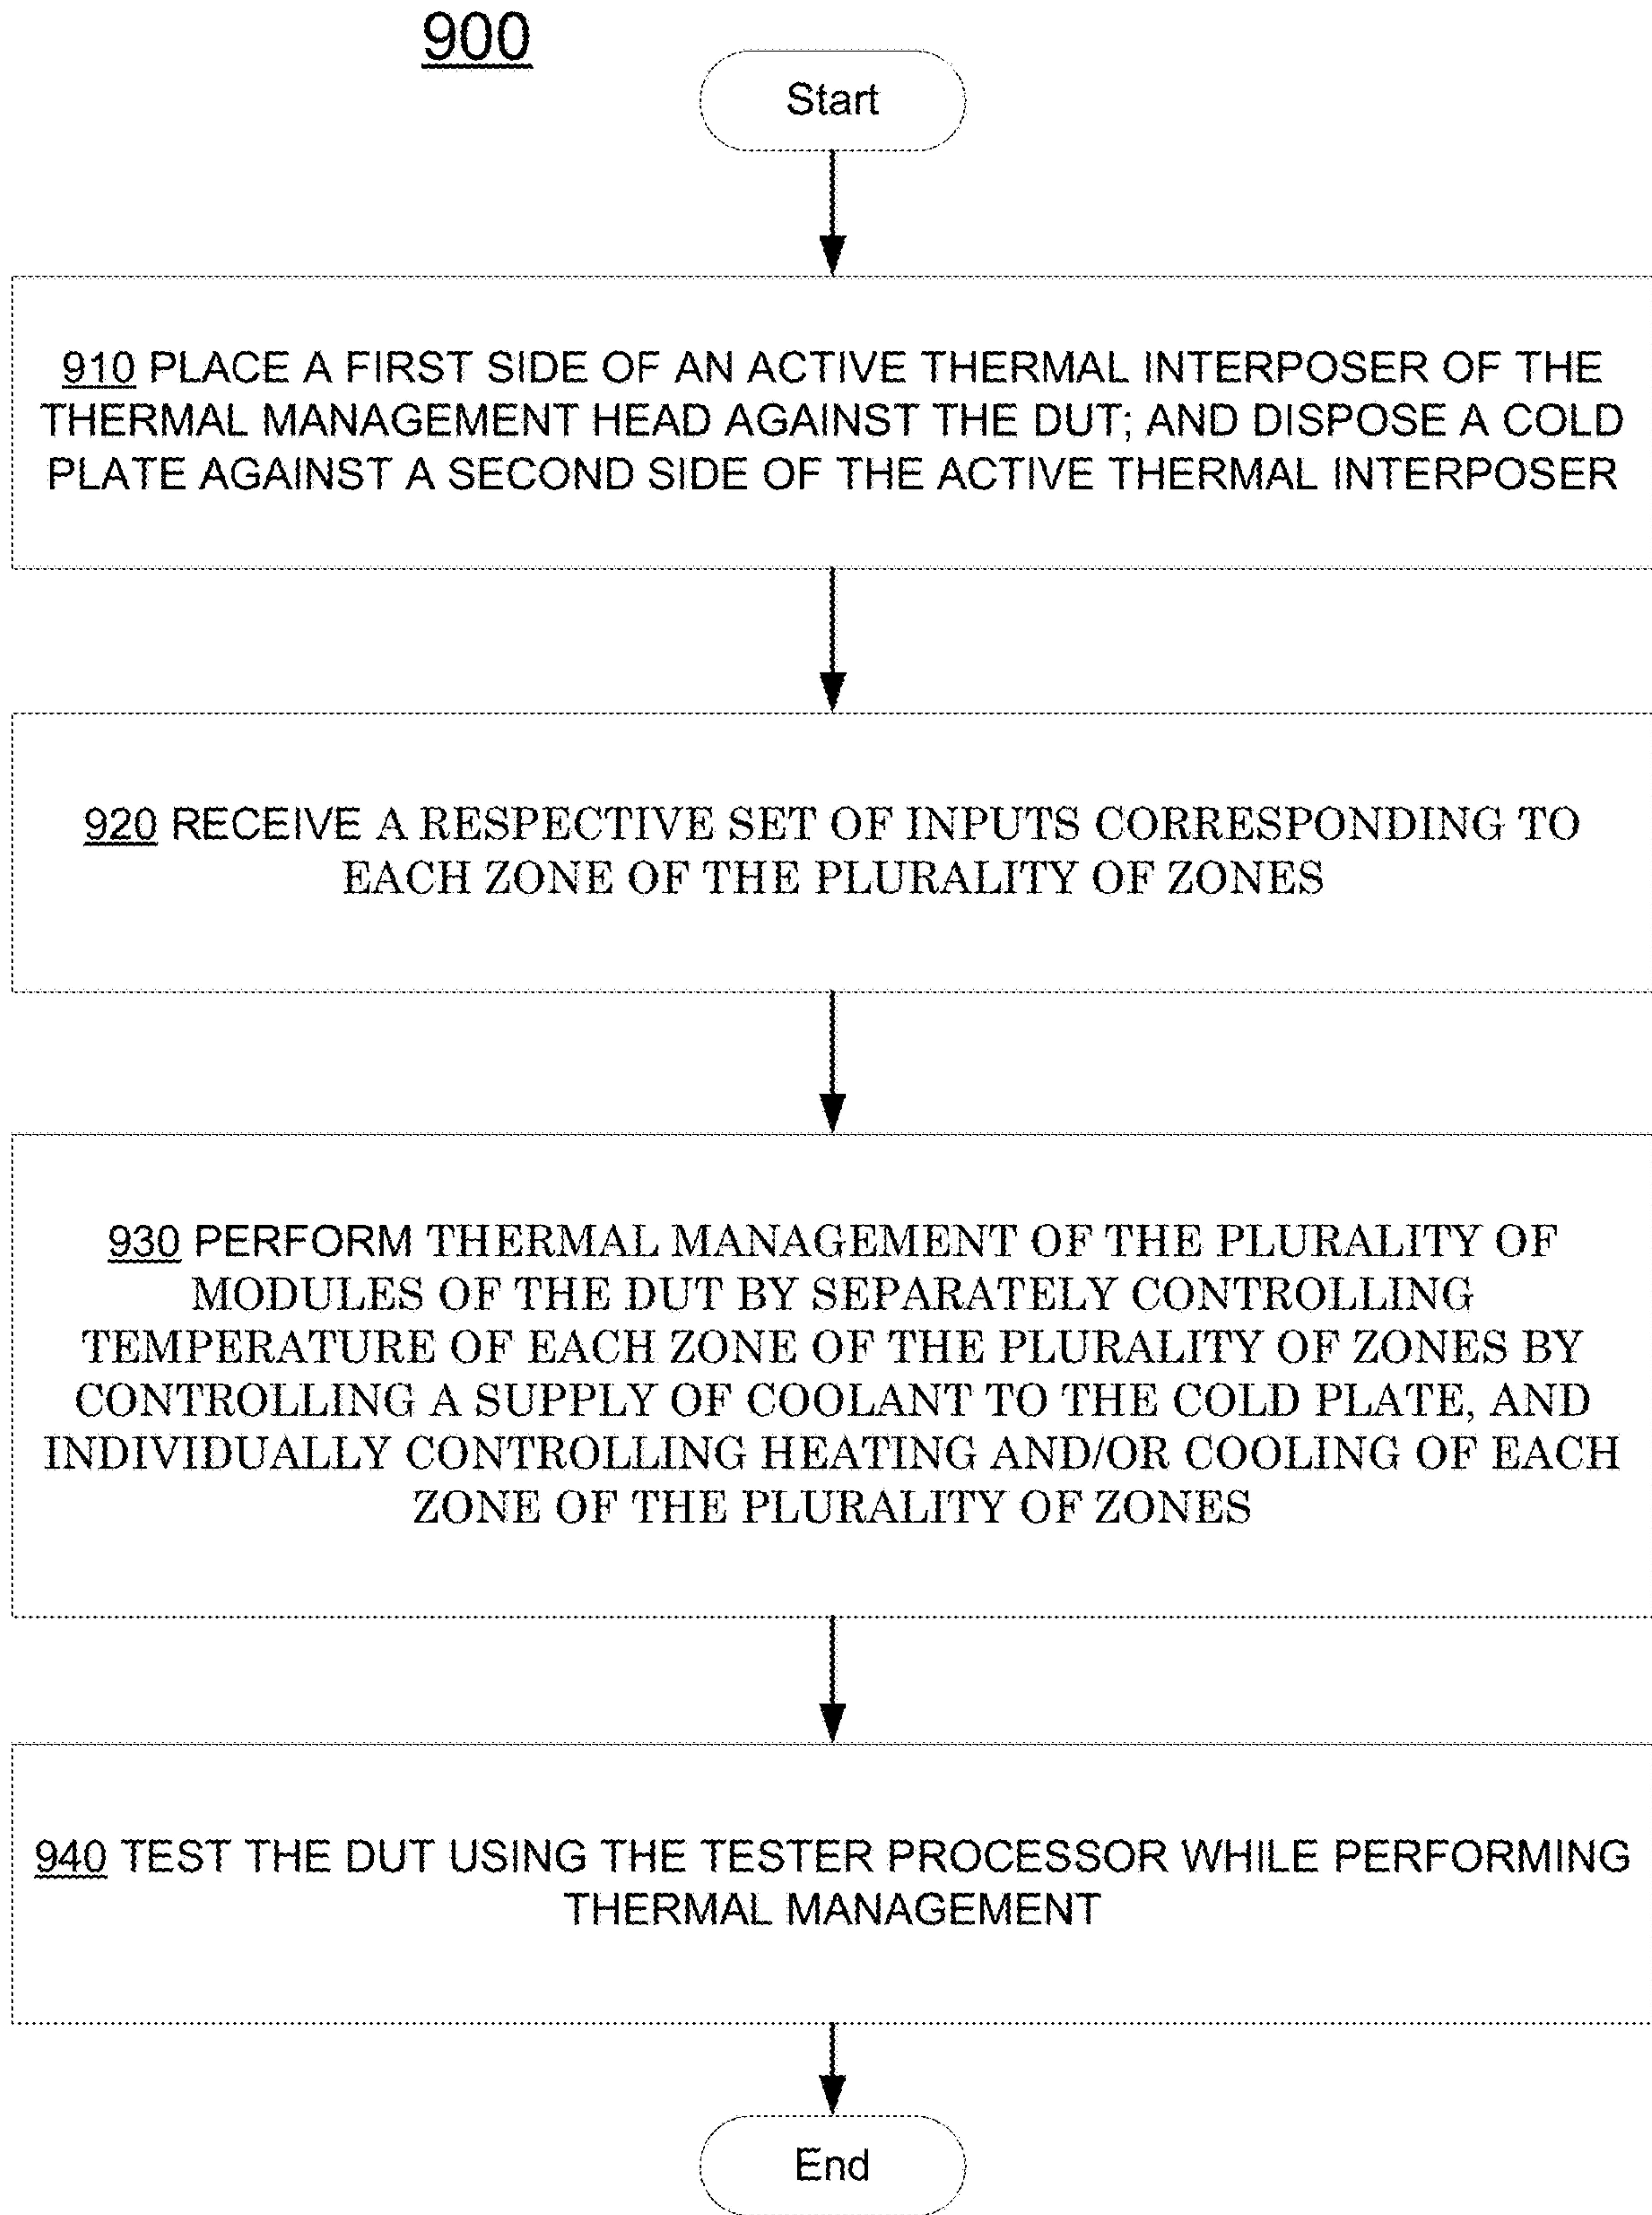 900
Start
910 PLACE A FIRST SIDE OF AN ACTIVE THERMAL INTERPOSER OF THE
THERMAL MANAGEMENT HEAD AGAINST THE DUT; AND DISPOSE A COLD
PLATE AGAINST A SECOND SIDE OF THE ACTIVE THERMAL INTERPOSER
920 RECEIVE A RESPECTIVE SET OF INPUTS CORRESPONDING TO
EACH ZONE OF THE PLURALITY OF ZONES
930 PERFORM THERMAL MANAGEMENT OF THE PLURALITY OF
MODULES OF THE DUT BY SEPARATELY CONTROLLING
TEMPERATURE OF EACH ZONE OF THE PLURALITY OF ZONES BY
CONTROLLING A SUPPLY OF COOLANT TO THE COLD PLATE, AND
INDIVIDUALLY CONTROLLING HEATING AND/OR COOLING OF EACH
ZONE OF THE PLURALITY OF ZONES
940 TEST THE DUT USING THE TESTER PROCESSOR WHILE PERFORMING
THERMAL MANAGEMENT
End